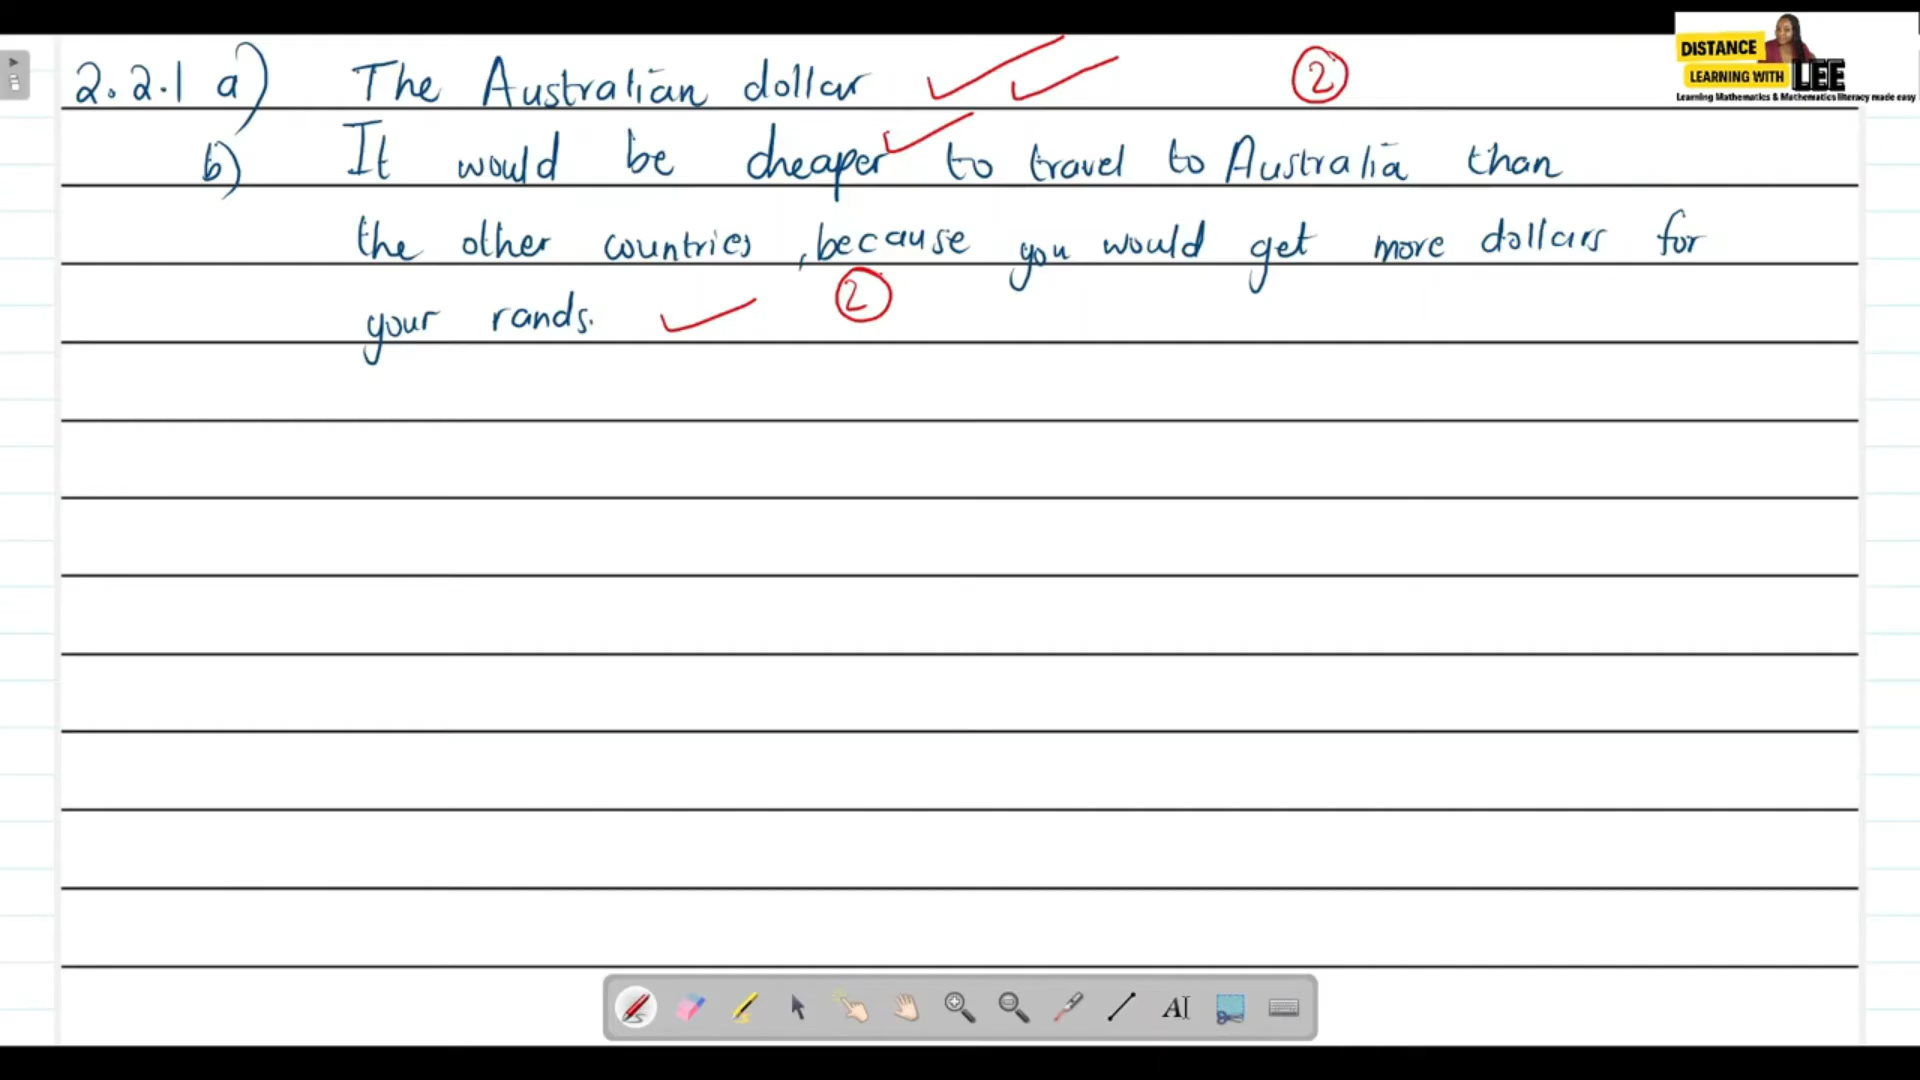 2.2.1 a) The Australian dollar ✓✓ ②
b) It would be cheaper ✓ to travel to Australia than
the other countries, because you would get more dollars for
your rands. ✓ ②
DISTANCE
LEARNING WITH LEE
Learning Mathematics & Mathematics literacy made easy
AI